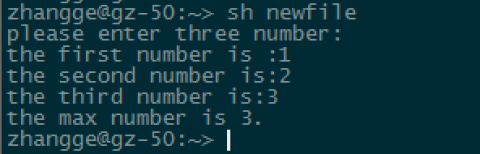 zhangge@gz-50:~> sh newfile
please enter three number:
the first number is :1
the second number is:2
the third number is:3
the max number is 3.
zhangge@gz-50:~>